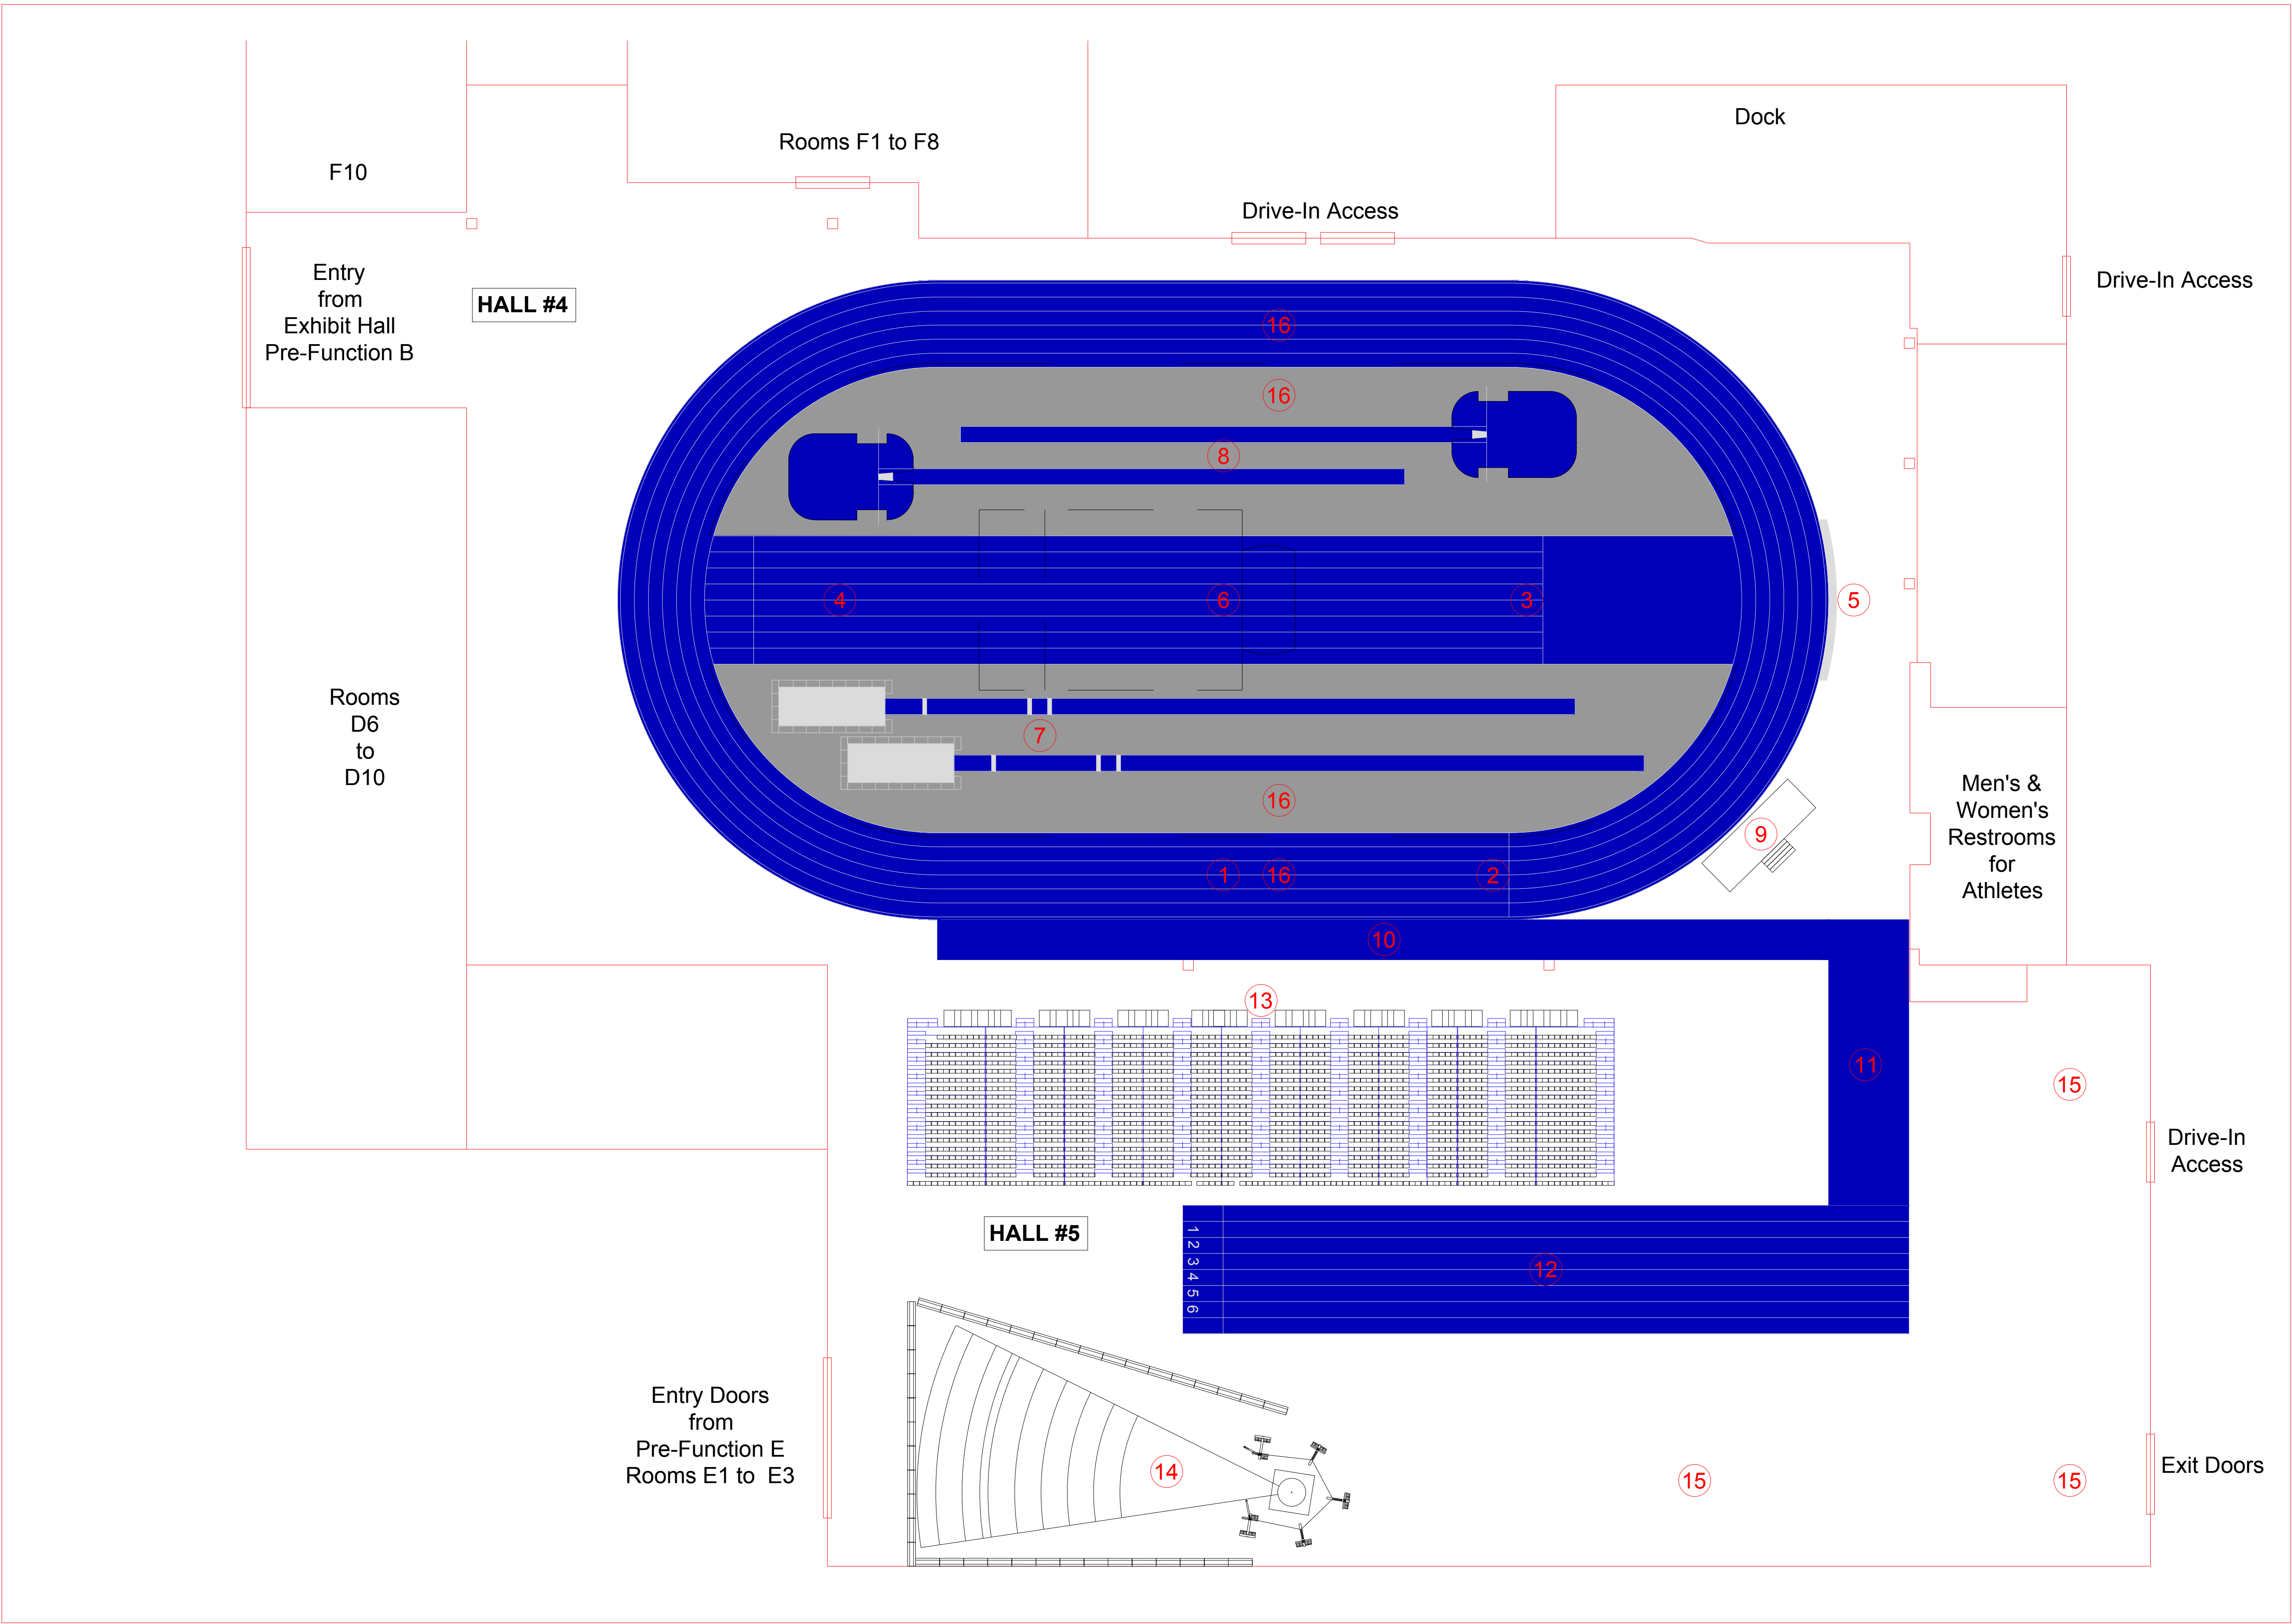 Dock
Rooms F1 to F8
F10
Drive-In Access
Entry
from
Exhibit Hall
Pre-Function B
HALL #4
Drive-In Access
16
16
8
4
6
3
5
Rooms
D6
to
D10
7
16
9
Men's &
Women's
Restrooms
for
Athletes
1
16
2
10
13
11
15
Drive-In
Access
HALL #5
1
2
3
4
5
6
12
Entry Doors
from
Pre-Function E
Rooms E1 to E3
14
15
15
Exit Doors